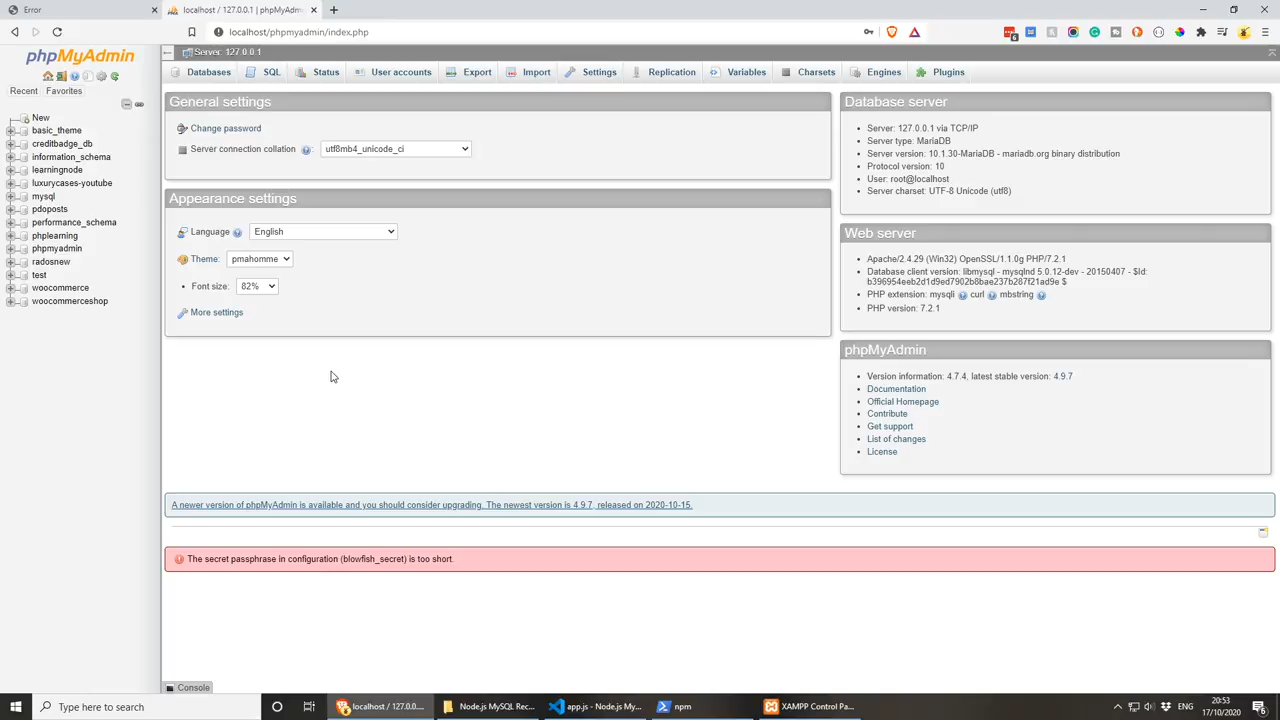 Error
localhost / 127.0.0.1 | phpMyAdm
localhost/phpmyadmin/index.php
6
phpMyAdmin
Recent
Favorites
New
basic_theme
creditbadge_db
information_schema
learningnode
luxurycases-youtube
mysql
pdoposts
performance_schema
phplearning
phpmyadmin
radosnew
test
woocommerce
woocommerceshop
Server: 127.0.0.1
Databases
SQL
Status
User accounts
Export
Import
Settings
Replication
Variables
Charsets
Engines
Plugins
General settings
Change password
Server connection collation
:
utf8mb4_unicode_ci
Appearance settings
Language
English
Theme:
pmahomme
Font size:
82%
More settings
Database server
Server: 127.0.0.1 via TCP/IP
Server type: MariaDB
Server version: 10.1.30-MariaDB - mariadb.org binary distribution
Protocol version: 10
User: root@localhost
Server charset: UTF-8 Unicode (utf8)
Web server
Apache/2.4.29 (Win32) OpenSSL/1.1.0g PHP/7.2.1
Database client version: libmysql - mysqlnd 5.0.12-dev - 20150407 - $Id:
b396954eeb2d1d9ed7902b8bae237b287f21ad9e $
PHP extension: mysqli curl mbstring
PHP version: 7.2.1
phpMyAdmin
Version information: 4.7.4, latest stable version: 4.9.7
Documentation
Official Homepage
Contribute
Get support
List of changes
License
A newer version of phpMyAdmin is available and you should consider upgrading. The newest version is 4.9.7, released on 2020-10-15.
The secret passphrase in configuration (blowfish_secret) is too short.
Console
Type here to search
localhost / 127.0.0....
Node.js MySQL Rec...
app.js - Node.js My...
npm
XAMPP Control Pa...
ENG
20:53
17/10/2020